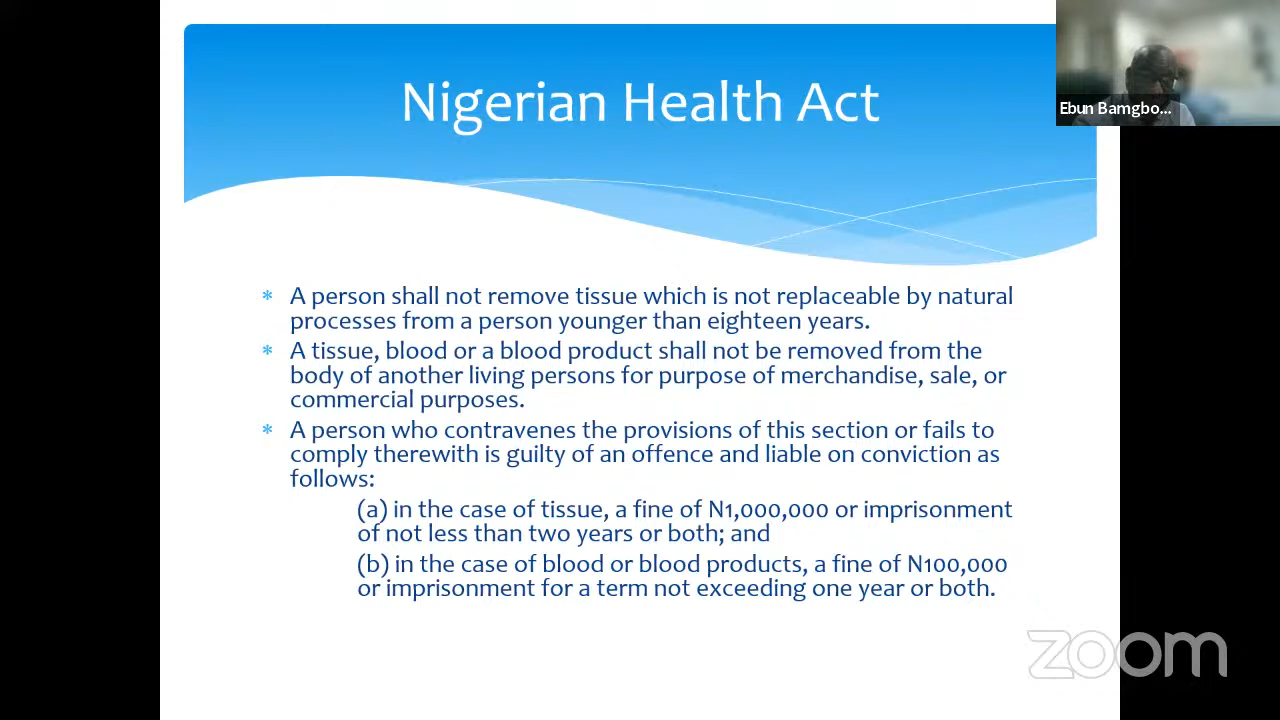 Nigerian Health Act
Ebun Bamgbo...
* A person shall not remove tissue which is not replaceable by natural
processes from a person younger than eighteen years.
* A tissue, blood or a blood product shall not be removed from the
body of another living persons for purpose of merchandise, sale, or
commercial purposes.
* A person who contravenes the provisions of this section or fails to
comply therewith is guilty of an offence and liable on conviction as
follows:
(a) in the case of tissue, a fine of N1,000,000 or imprisonment
of not less than two years or both; and
(b) in the case of blood or blood products, a fine of N100,000
or imprisonment for a term not exceeding one year or both.
zoom